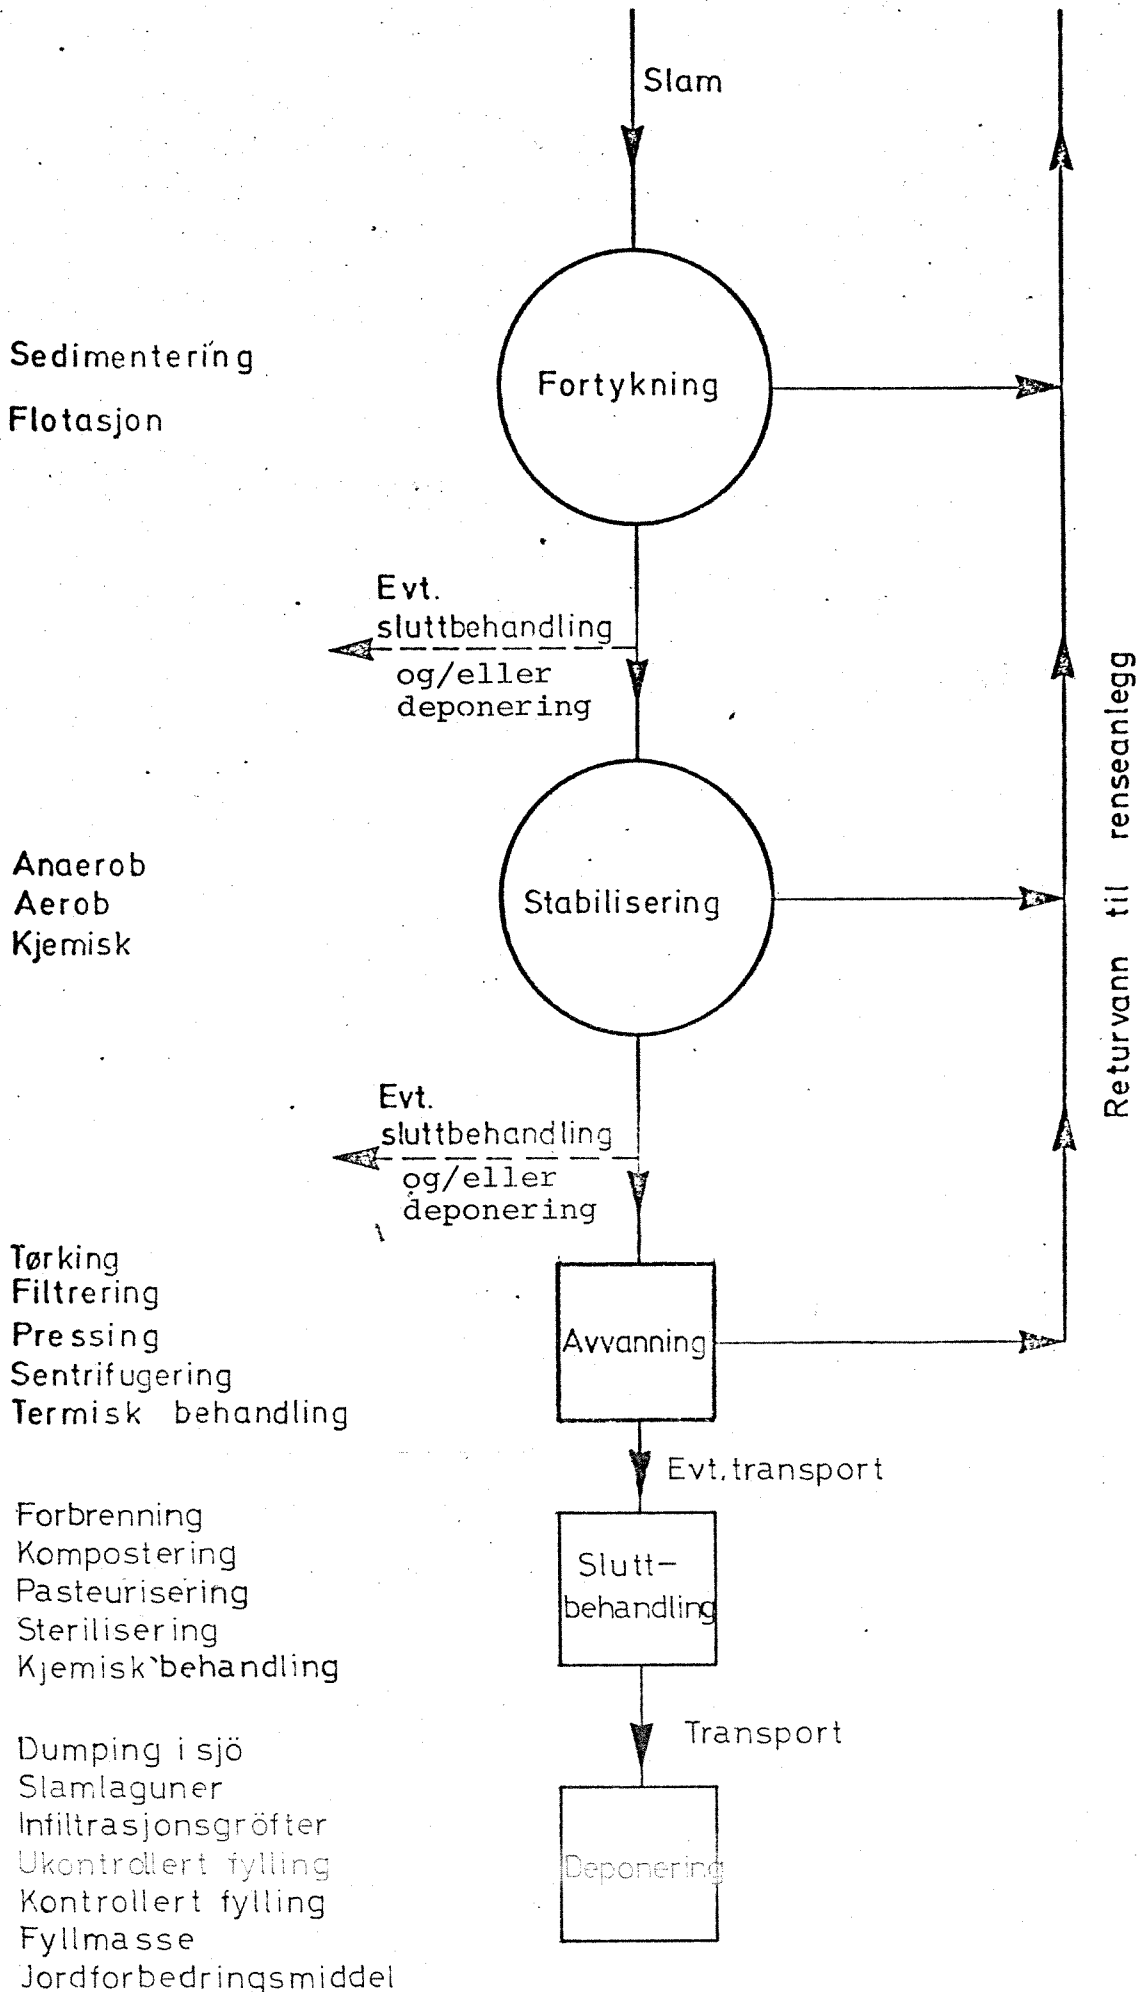 Slam
Sedimentering
Flotasjon
Fortykning
Evt.
sluttbehandling
og/eller
deponering
Returvann til renseanlegg
Anaerob
Aerob
Kjemisk
Stabilisering
Evt.
sluttbehandling
og/eller
deponering
Tørking
Filtrering
Pressing
Sentrifugering
Termisk behandling
Avvanning
Evt. transport
Forbrenning
Kompostering
Pasteurisering
Sterilisering
Kjemisk behandling
Slutt-
behandling
Transport
Dumping i sjö
Slamlaguner
Infiltrasjonsgröfter
Ukontrollert fylling
Kontrollert fylling
Fyllmasse
Jordforbedringsmiddel
Deponering